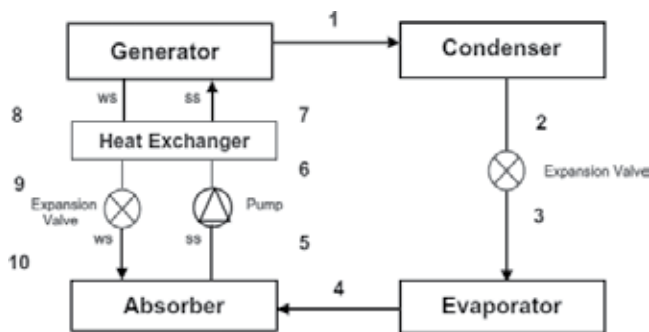 1
Generator
Condenser
ws
ss
8
7
2
Heat Exchanger
6
Expansion Valve
9
Expansion
Valve
Pump
3
ws
ss
5
10
4
Absorber
Evaporator